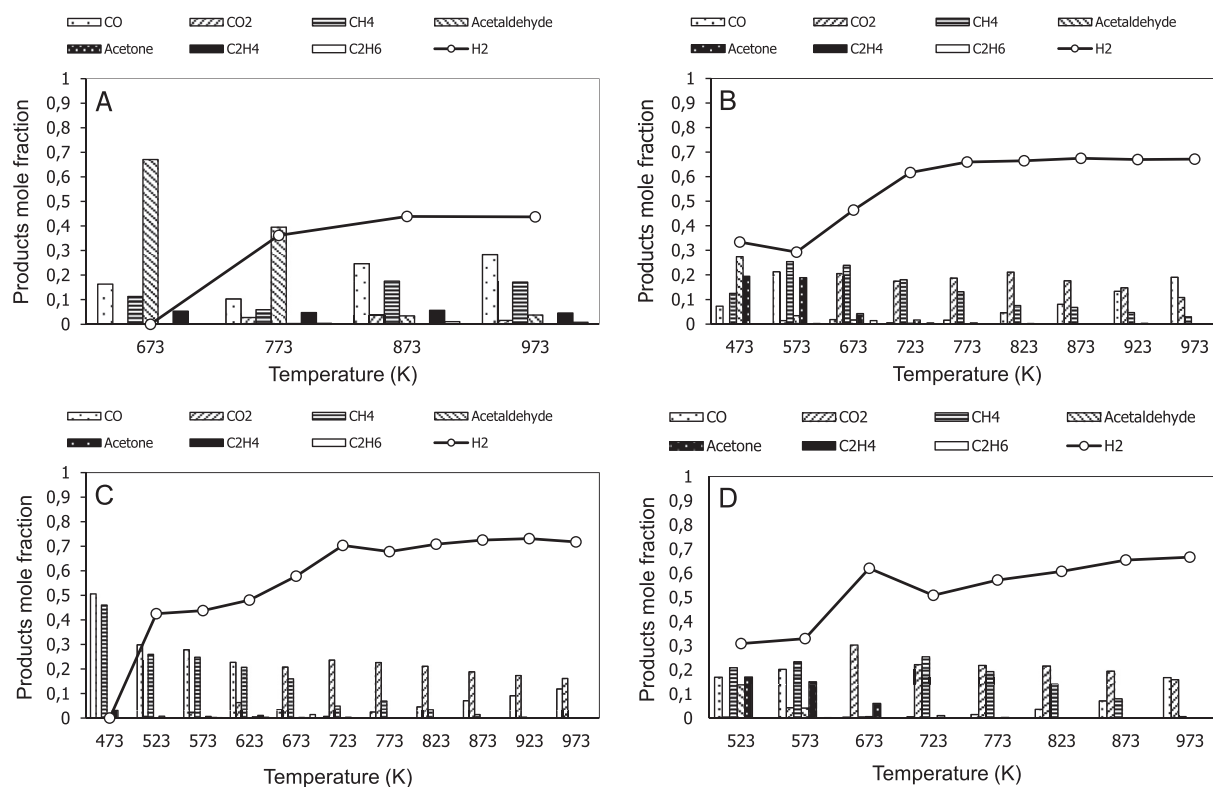 CO CO2 CH4 Acetaldehyde
Acetone C2H4 C2H6 H2
A
Products mole fraction
1
0,9
0,8
0,7
0,6
0,5
0,4
0,3
0,2
0,1
0
673 773 873 973
Temperature (K)
CO CO2 CH4 Acetaldehyde
Acetone C2H4 C2H6 H2
B
Products mole fraction
1
0,9
0,8
0,7
0,6
0,5
0,4
0,3
0,2
0,1
0
473 573 673 723 773 823 873 923 973
Temperature (K)
CO CO2 CH4 Acetaldehyde
Acetone C2H4 C2H6 H2
C
Products mole fraction
1
0,9
0,8
0,7
0,6
0,5
0,4
0,3
0,2
0,1
0
473 523 573 623 673 723 773 823 873 923 973
Temperature (K)
CO CO2 CH4 Acetaldehyde
Acetone C2H4 C2H6 H2
D
Products mole fraction
1
0,9
0,8
0,7
0,6
0,5
0,4
0,3
0,2
0,1
0
523 573 673 723 773 823 873 973
Temperature (K)